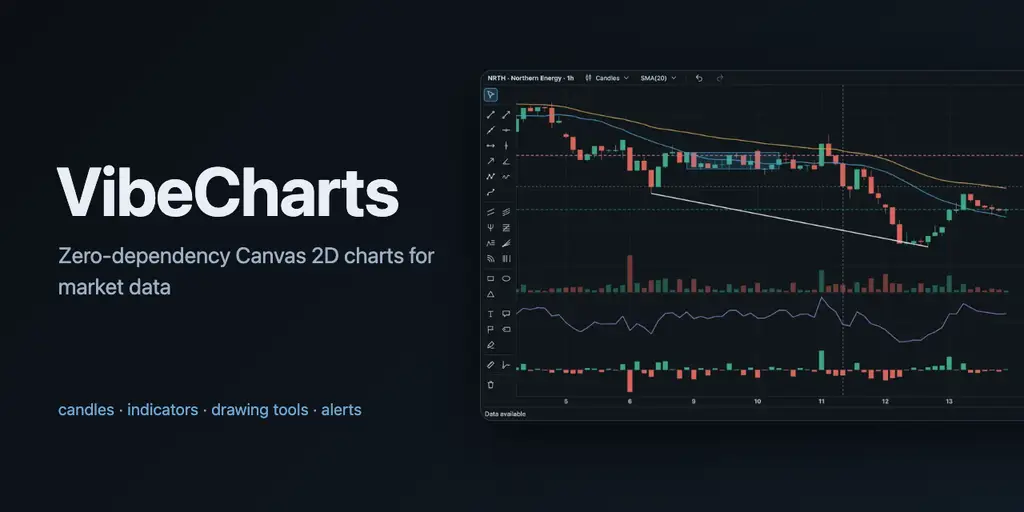 VibeCharts
Zero-dependency Canvas 2D charts for
market data
candles · indicators · drawing tools · alerts
NRTH · Northern Energy · 1h
Candles
SMA(20)
T
5
6
9
10
11
12
13
Data available